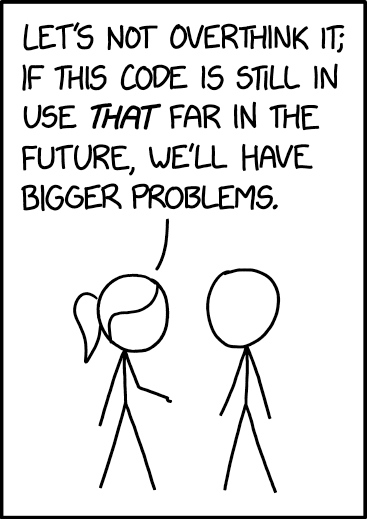 LET'S NOT OVERTHINK IT;
IF THIS CODE IS STILL IN
USE THAT FAR IN THE
FUTURE, WE'LL HAVE
BIGGER PROBLEMS.